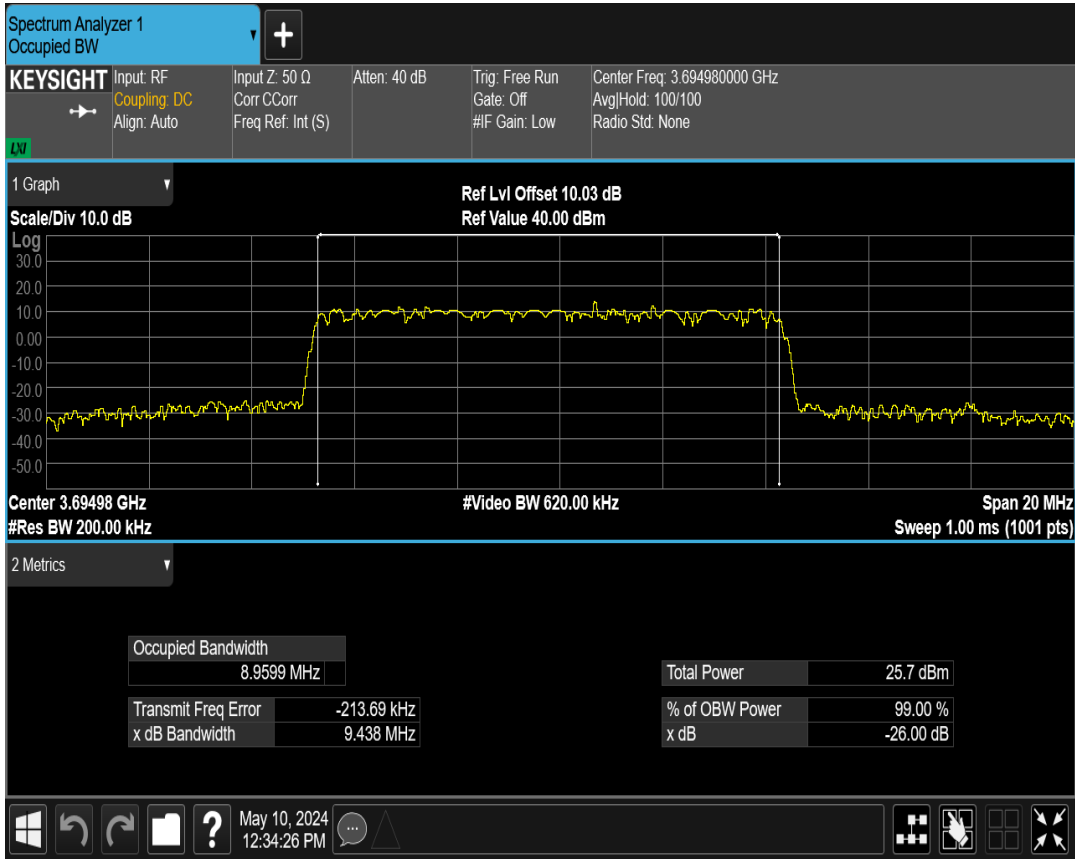 Spectrum Analyzer 1
Occupied BW
+
KEYSIGHT
LXI
Input: RF
Coupling: DC
Align: Auto
Input Z: 50 Ω
Corr CCorr
Freq Ref: Int (S)
Atten: 40 dB
Trig: Free Run
Gate: Off
#IF Gain: Low
Center Freq: 3.694980000 GHz
Avg|Hold: 100/100
Radio Std: None
1 Graph
Scale/Div 10.0 dB
Ref Lvl Offset 10.03 dB
Ref Value 40.00 dBm
Log
30.0
20.0
10.0
0.00
-10.0
-20.0
-30.0
-40.0
-50.0
Center 3.69498 GHz
#Video BW 620.00 kHz
Span 20 MHz
#Res BW 200.00 kHz
Sweep 1.00 ms (1001 pts)
2 Metrics
Occupied Bandwidth
8.9599 MHz
Total Power 25.7 dBm
Transmit Freq Error -213.69 kHz
% of OBW Power 99.00 %
x dB Bandwidth 9.438 MHz
x dB -26.00 dB
?
May 10, 2024
12:34:26 PM